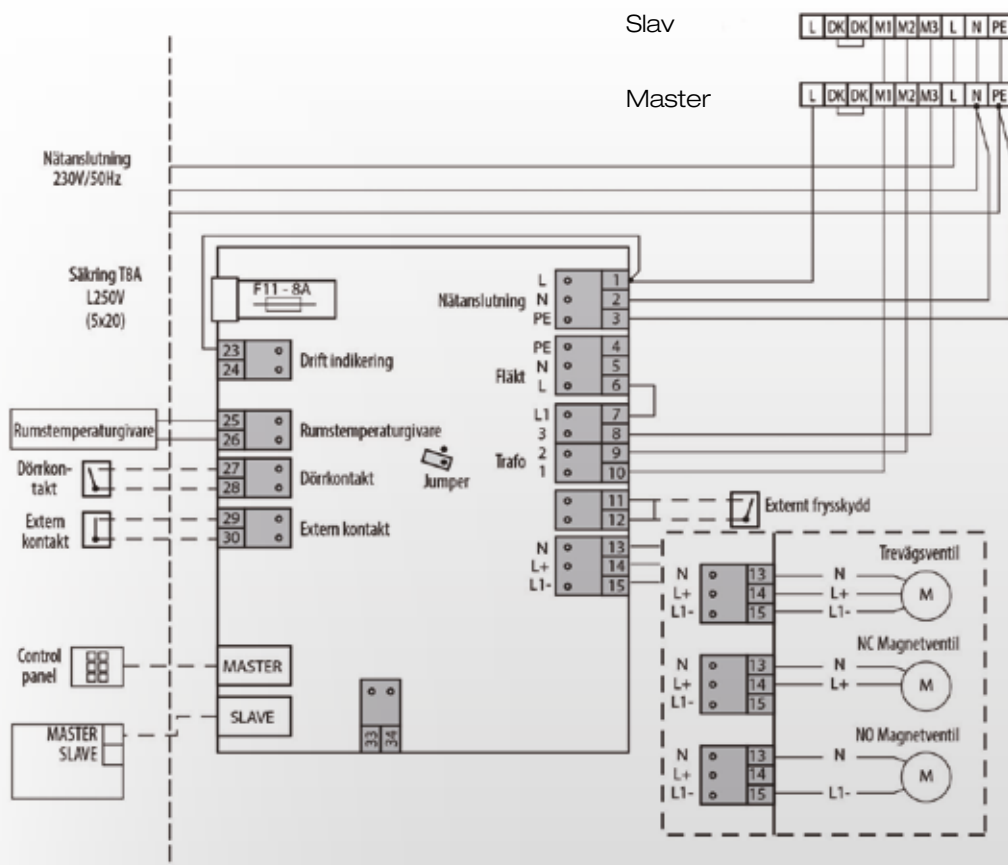 Slav
L DK DK M1 M2 M3 L N PE
Master
L DK DK M1 M2 M3 L N PE
Nätanslutning
230V/50Hz
Säkring T8A
L250V
(5x20)
F11 - 8A
23
24
Drift indikering
Rumstemperaturgivare
25
26
Rumstemperaturgivare
Dörrkon-
takt
27
28
Dörrkontakt
Extern
kontakt
29
30
Extern kontakt
Jumper
Nätanslutning
L 1
N 2
PE 3
Fläkt
PE 4
N 5
L 6
Trafo
L1 7
3 8
2 9
1 10
11
12
Externt frysskydd
N 13
L+ 14
L1- 15
Trevägsventil
N 13 N
L+ 14 L+ M
L1- 15 L1-
NC Magnetventil
N 13 N
L+ 14 L+ M
L1- 15
NO Magnetventil
N 13 N
L+ 14 M
L1- 15 L1-
Control
panel
MASTER
SLAVE
MASTER
SLAVE
33 34